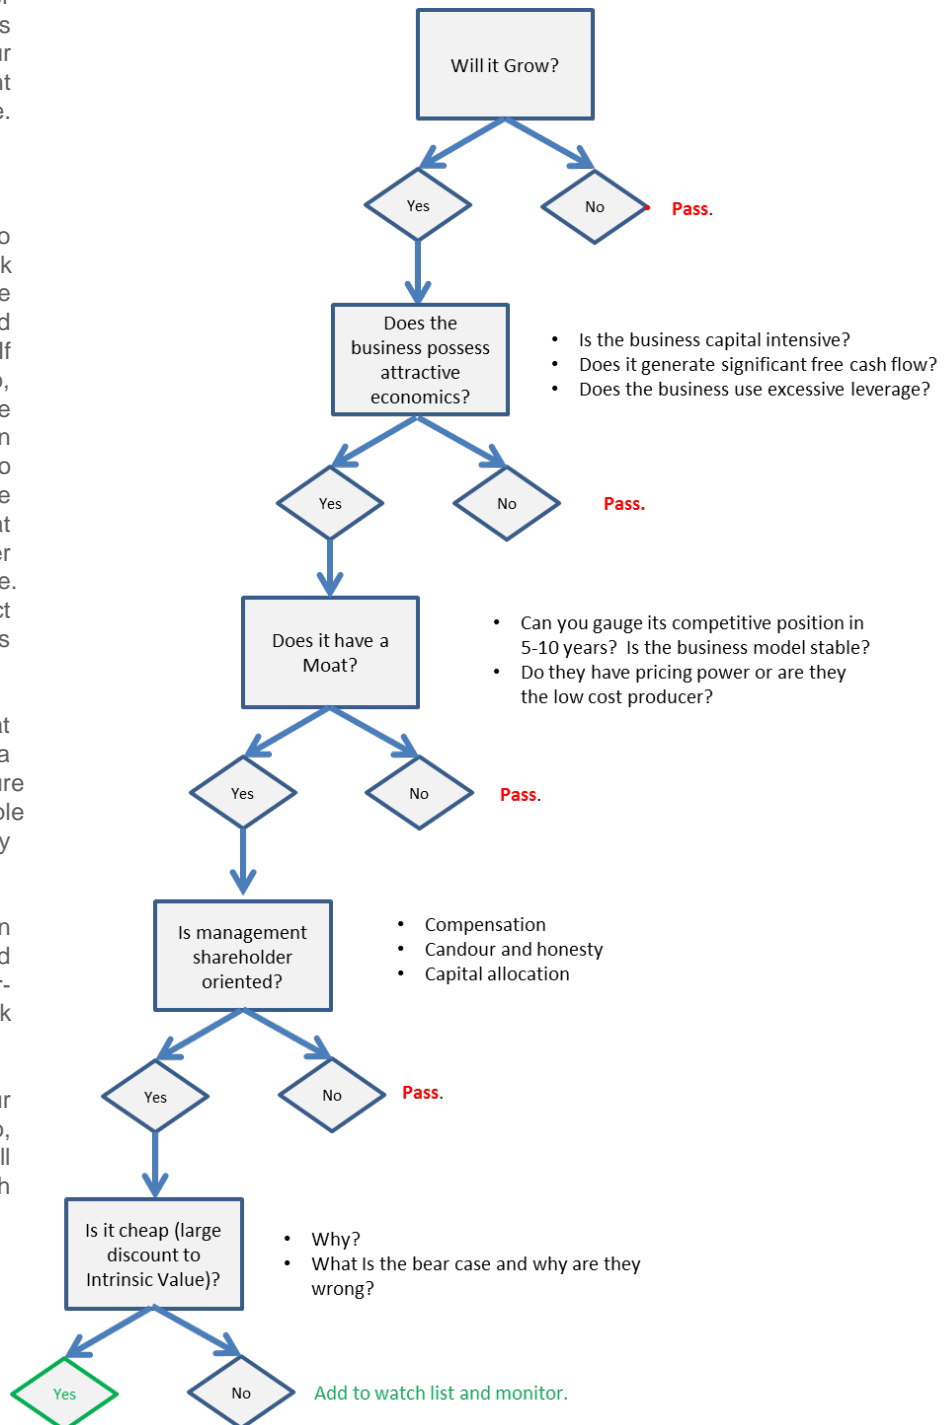 Will it Grow?
Yes
No
Pass.
Does the
business possess
attractive
economics?
• Is the business capital intensive?
• Does it generate significant free cash flow?
• Does the business use excessive leverage?
Yes
No
Pass.
Does it have a
Moat?
• Can you gauge its competitive position in
5-10 years?  Is the business model stable?
• Do they have pricing power or are they
the low cost producer?
Yes
No
Pass.
Is management
shareholder
oriented?
• Compensation
• Candour and honesty
• Capital allocation
Yes
No
Pass.
Is it cheap (large
discount to
Intrinsic Value)?
• Why?
• What Is the bear case and why are they
wrong?
Yes
No
Add to watch list and monitor.